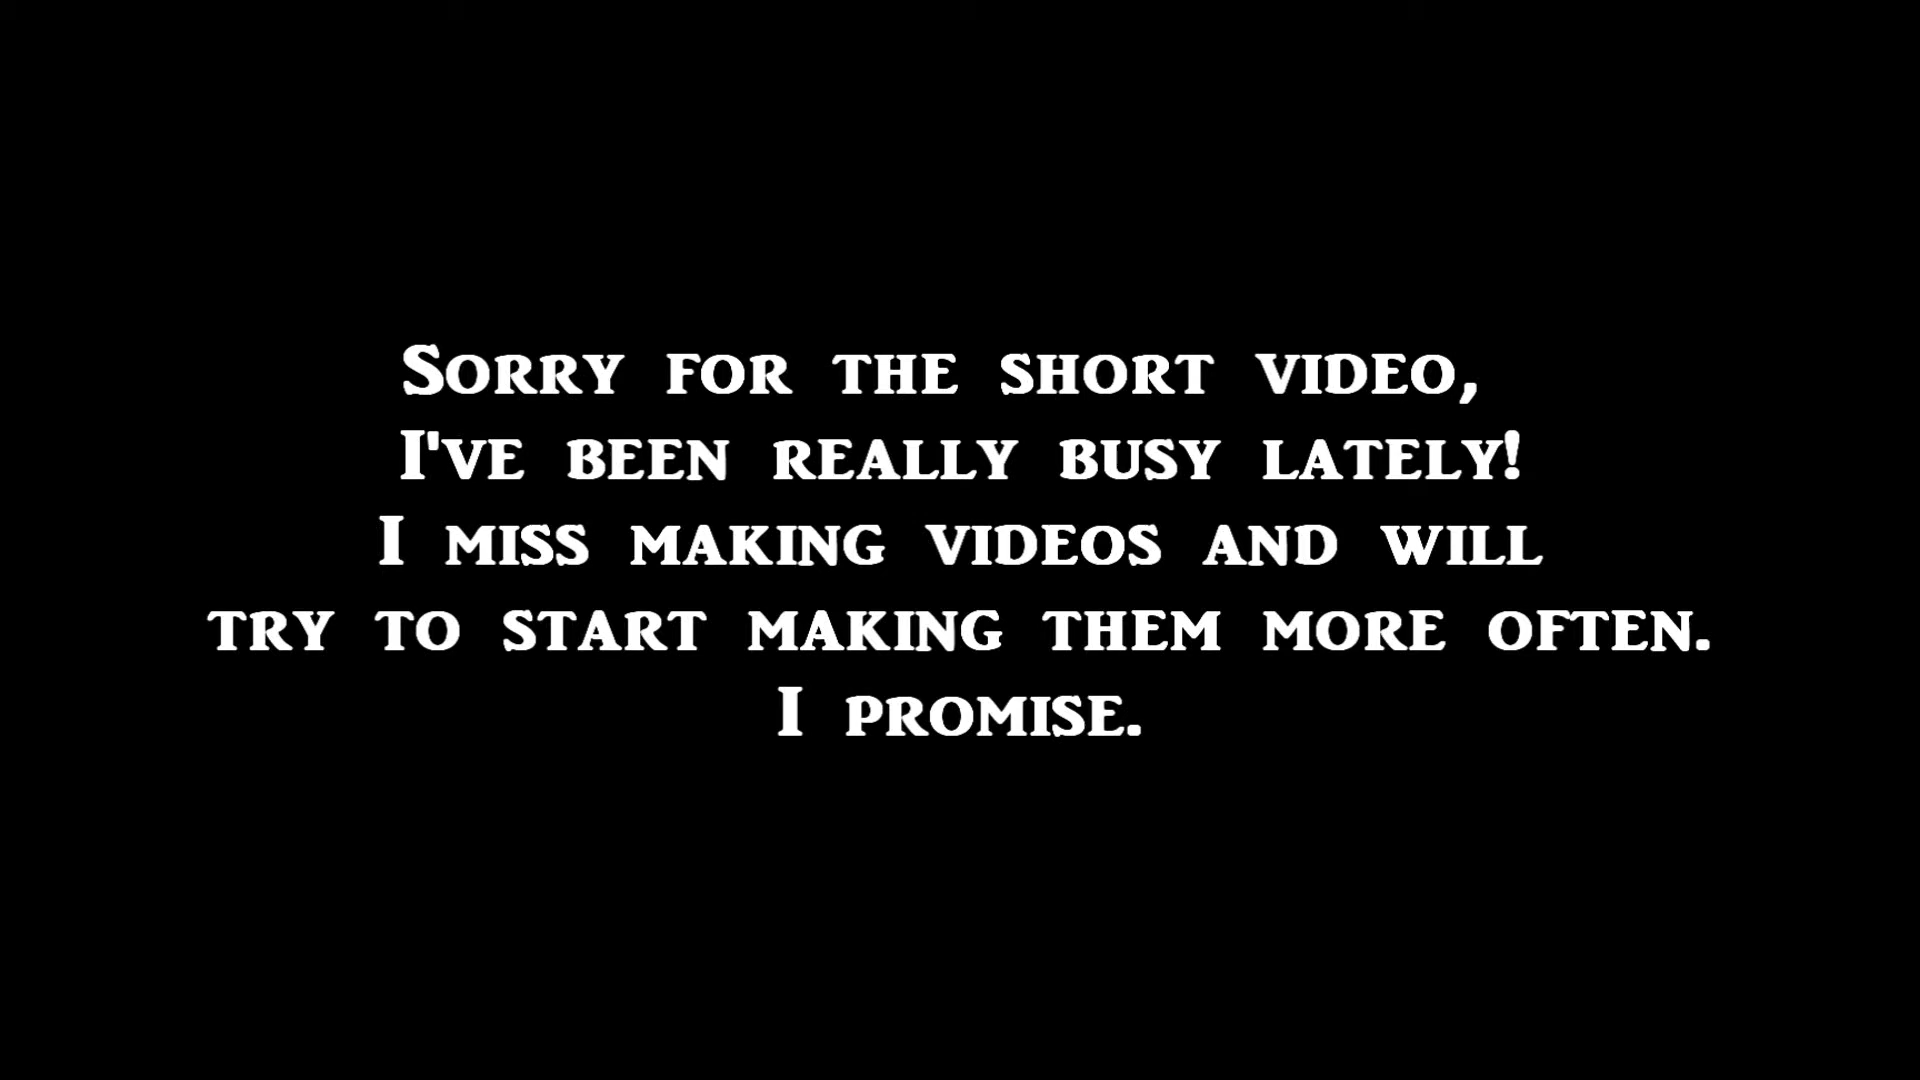 Sorry for the short video,
I've been really busy lately!
I miss making videos and will
try to start making them more often.
I promise.